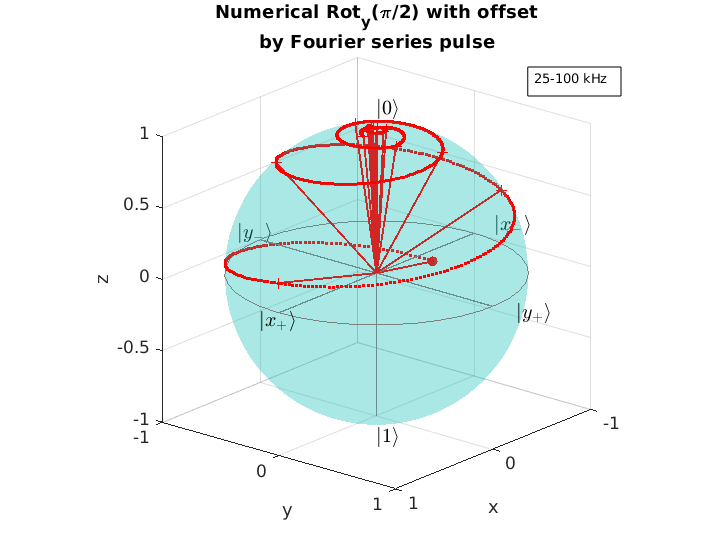 Numerical Rot_y(π/2) with offset
by Fourier series pulse
25-100 kHz
|0⟩
1
0.5
|y₋⟩
|x₋⟩
z
0
|x₊⟩
|y₊⟩
-0.5
-1
|1⟩
-1
-1
0
0
y
1
1
x